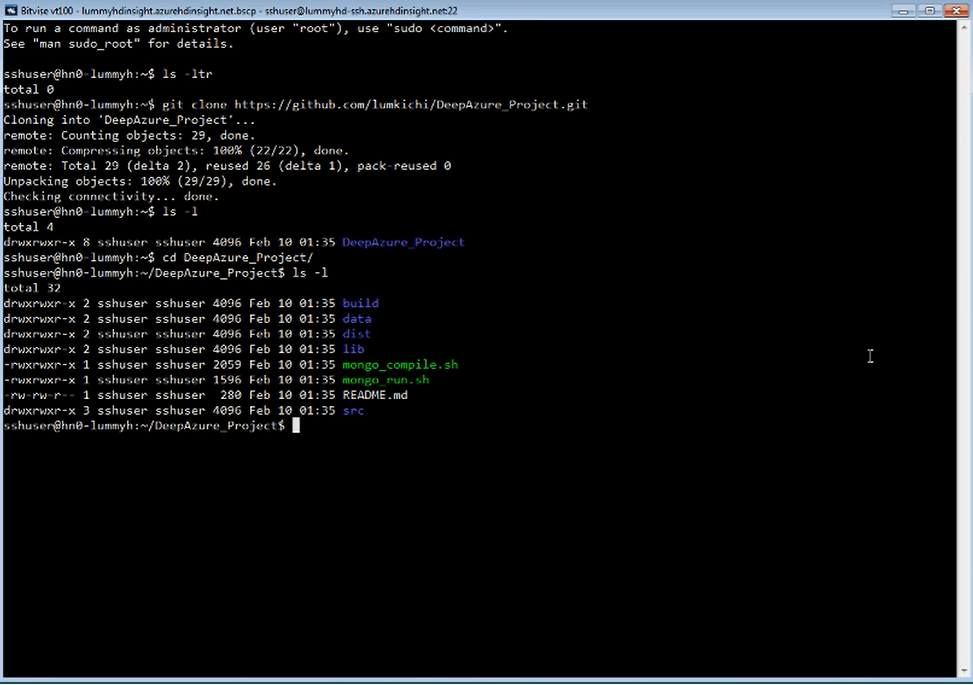 Bitvise vt100 - lummyhdinsight.azurehdinsight.net.bscp - sshuser@lummyhd-ssh.azurehdinsight.net:22
To run a command as administrator (user "root"), use "sudo <command>".
See "man sudo_root" for details.
sshuser@hn0-lummyh:~$ ls -ltr
total 0
sshuser@hn0-lummyh:~$ git clone https://github.com/lumkichi/DeepAzure_Project.git
Cloning into 'DeepAzure_Project'...
remote: Counting objects: 29, done.
remote: Compressing objects: 100% (22/22), done.
remote: Total 29 (delta 2), reused 26 (delta 1), pack-reused 0
Unpacking objects: 100% (29/29), done.
Checking connectivity... done.
sshuser@hn0-lummyh:~$ ls -l
total 4
drwxrwxr-x 8 sshuser sshuser 4096 Feb 10 01:35 DeepAzure_Project
sshuser@hn0-lummyh:~$ cd DeepAzure_Project/
sshuser@hn0-lummyh:~/DeepAzure_Project$ ls -l
total 32
drwxrwxr-x 2 sshuser sshuser 4096 Feb 10 01:35 build
drwxrwxr-x 2 sshuser sshuser 4096 Feb 10 01:35 data
drwxrwxr-x 2 sshuser sshuser 4096 Feb 10 01:35 dist
drwxrwxr-x 2 sshuser sshuser 4096 Feb 10 01:35 lib
-rwxrwxr-x 1 sshuser sshuser 2059 Feb 10 01:35 mongo_compile.sh
-rwxrwxr-x 1 sshuser sshuser 1596 Feb 10 01:35 mongo_run.sh
-rw-rw-r-- 1 sshuser sshuser  280 Feb 10 01:35 README.md
drwxrwxr-x 3 sshuser sshuser 4096 Feb 10 01:35 src
sshuser@hn0-lummyh:~/DeepAzure_Project$